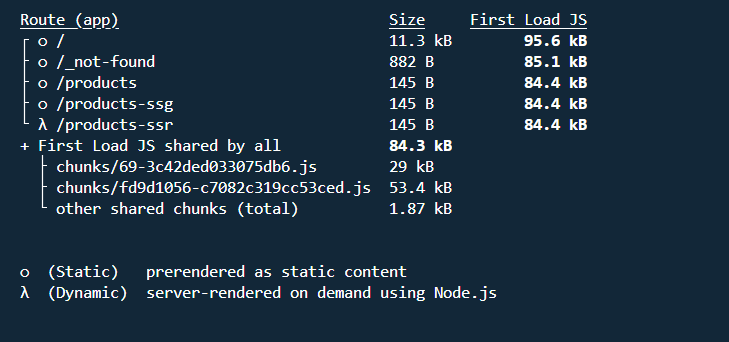 Route (app) Size First Load JS
┌ ○ / 11.3 kB 95.6 kB
├ ○ /_not-found 882 B 85.1 kB
├ ○ /products 145 B 84.4 kB
├ ○ /products-ssg 145 B 84.4 kB
└ λ /products-ssr 145 B 84.4 kB
+ First Load JS shared by all 84.3 kB
├ chunks/69-3c42ded033075db6.js 29 kB
├ chunks/fd9d1056-c7082c319cc53ced.js 53.4 kB
└ other shared chunks (total) 1.87 kB
○ (Static) prerendered as static content
λ (Dynamic) server-rendered on demand using Node.js